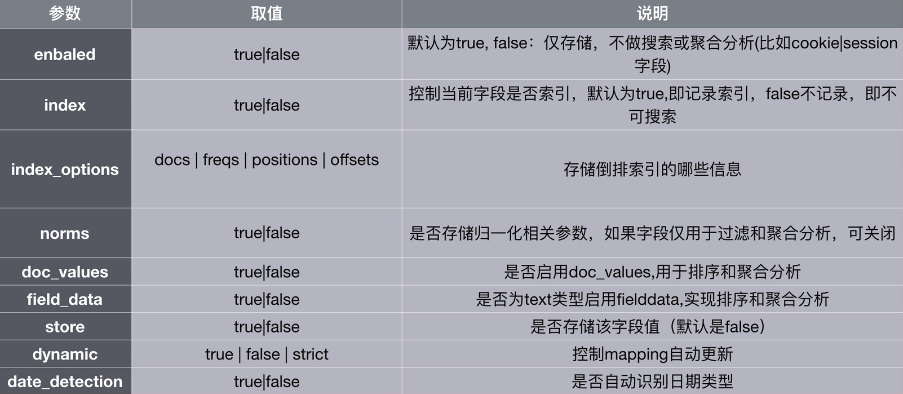 参数 取值 说明
enbaled true|false 默认为true, false：仅存储，不做搜索或聚合分析(比如cookie|session
字段)
index true|false 控制当前字段是否索引，默认为true,即记录索引，false不记录，即不
可搜索
index_options docs | freqs | positions | offsets 存储倒排索引的哪些信息
norms true|false 是否存储归一化相关参数，如果字段仅用于过滤和聚合分析，可关闭
doc_values true|false 是否启用doc_values,用于排序和聚合分析
field_data true|false 是否为text类型启用fielddata,实现排序和聚合分析
store true|false 是否存储该字段值（默认是false）
dynamic true | false | strict 控制mapping自动更新
date_detection true|false 是否自动识别日期类型